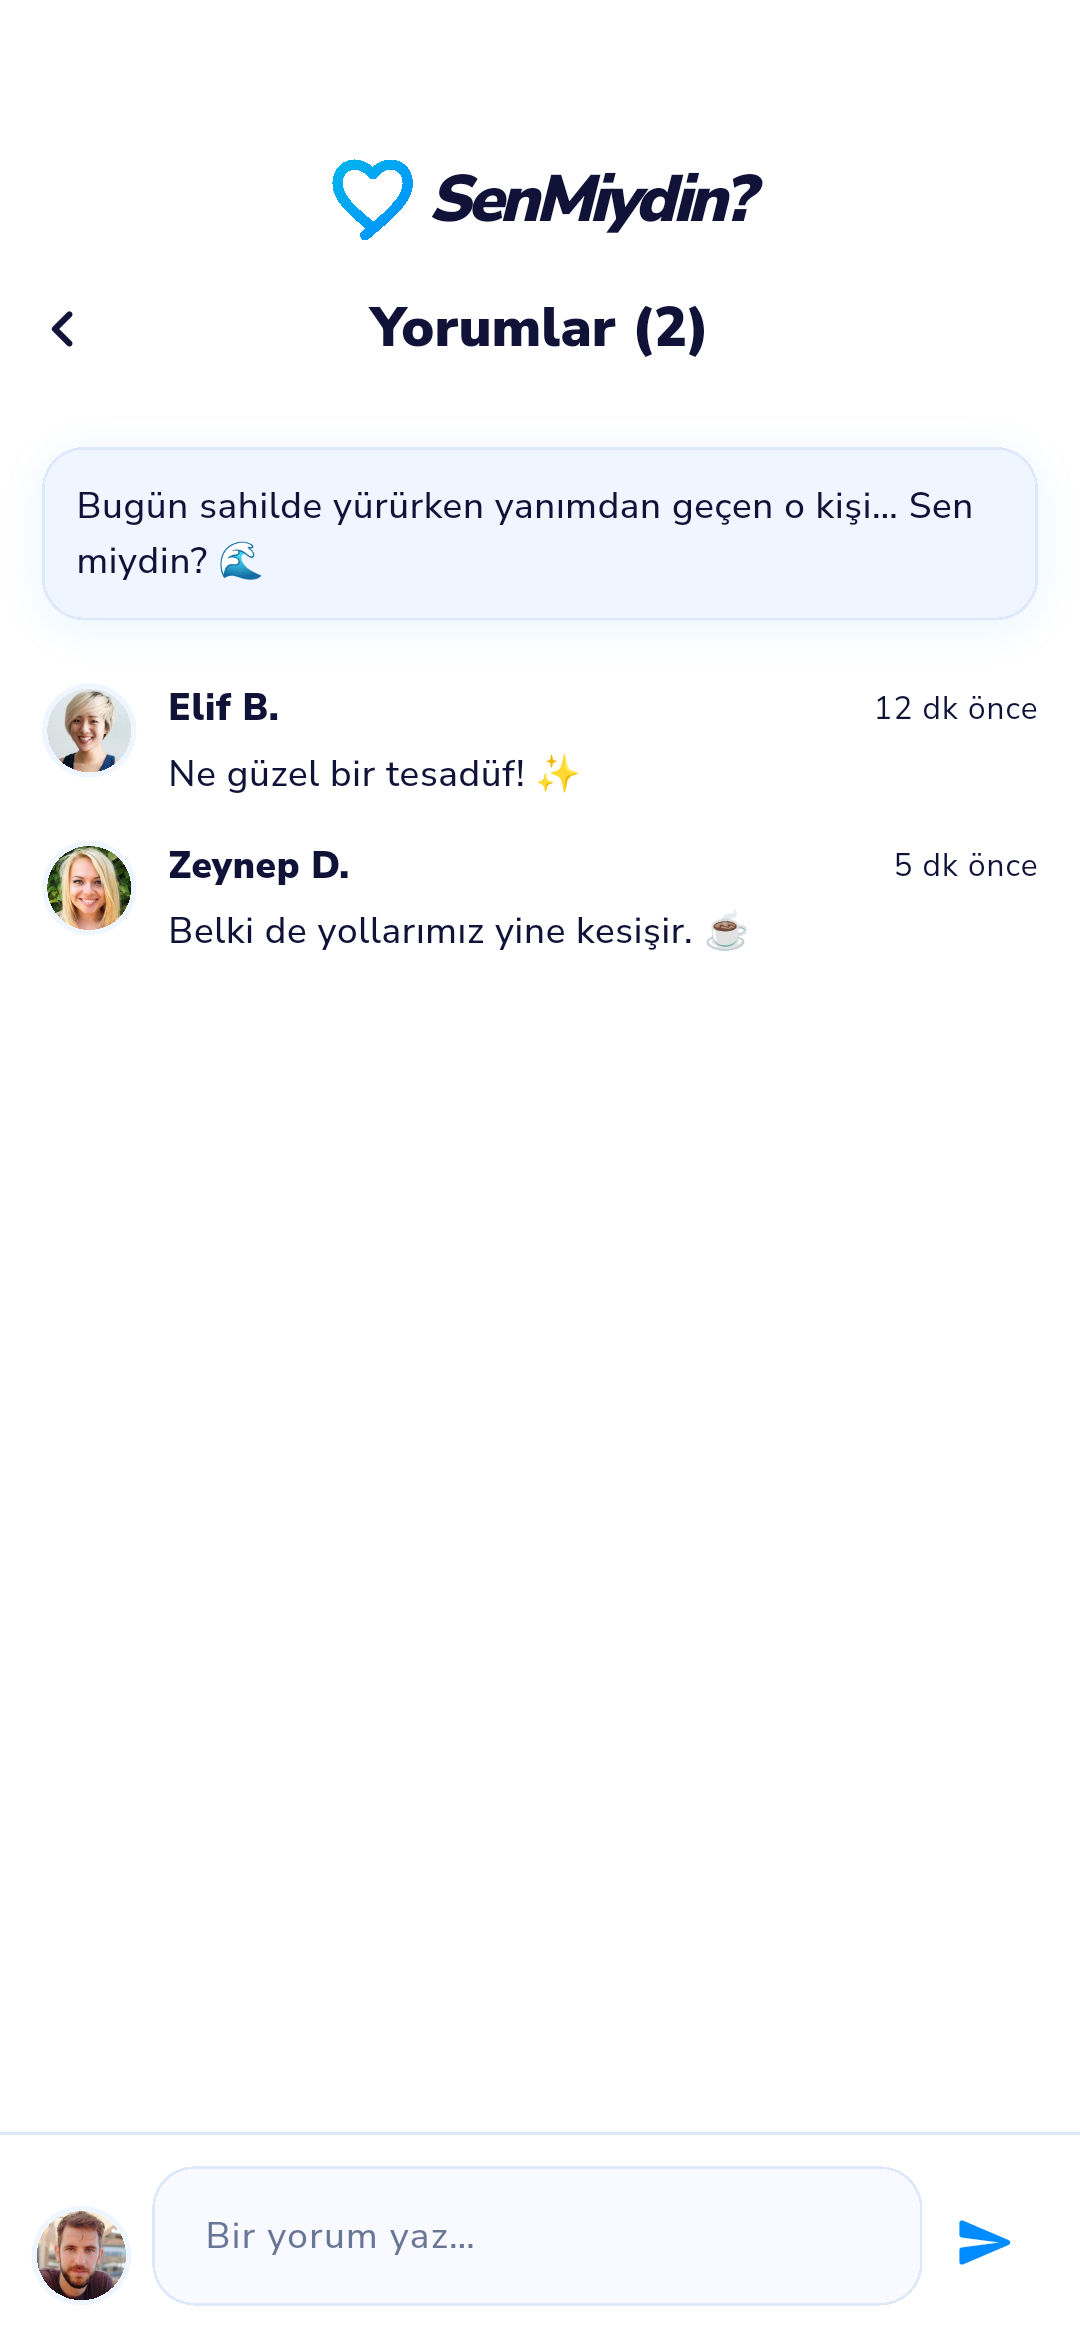 SenMiydin?
Yorumlar (2)
Bugün sahilde yürürken yanımdan geçen o kişi... Sen
miydin? 🌊
Elif B.
12 dk önce
Ne güzel bir tesadüf! ✨
Zeynep D.
5 dk önce
Belki de yollarımız yine kesişir. ☕
Bir yorum yaz...